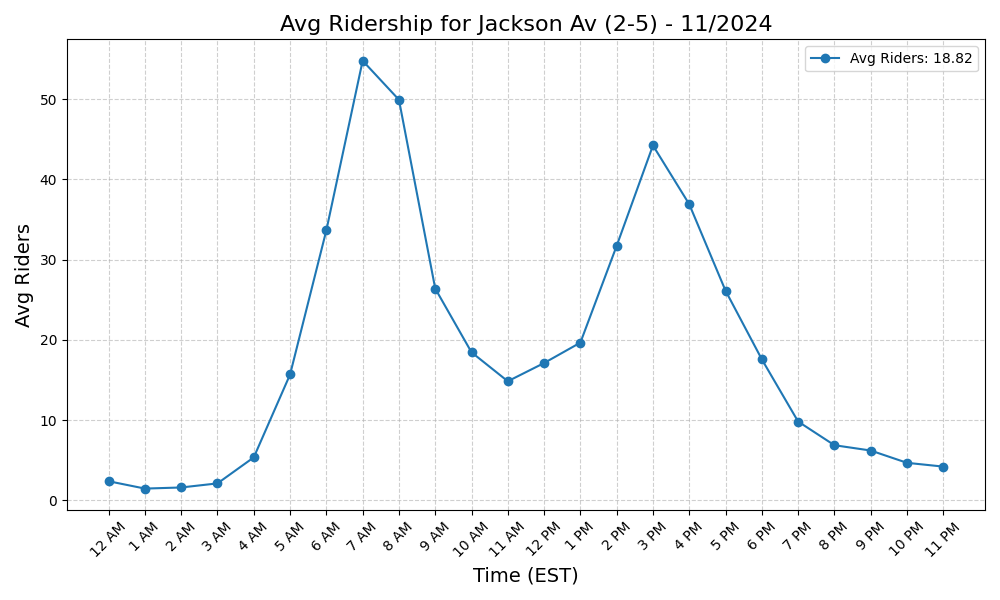 Avg Ridership for Jackson Av (2-5) - 11/2024
Avg Riders: 18.82
Avg Riders
50
40
30
20
10
0
12 AM
1 AM
2 AM
3 AM
4 AM
5 AM
6 AM
7 AM
8 AM
9 AM
10 AM
11 AM
12 PM
1 PM
2 PM
3 PM
4 PM
5 PM
6 PM
7 PM
8 PM
9 PM
10 PM
11 PM
Time (EST)